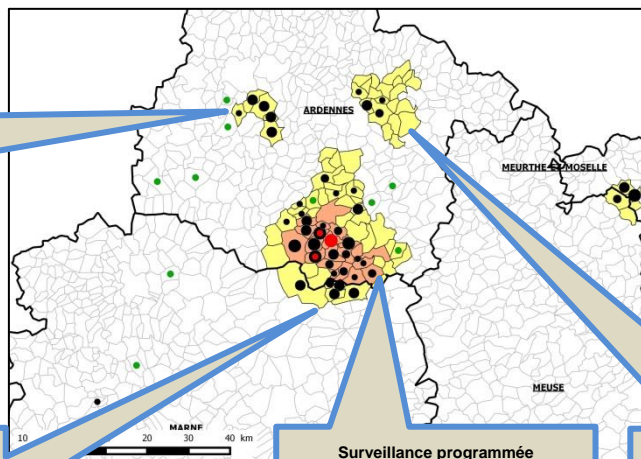 ARDENNES
MEURTHE-ET-MOSELLE
MEUSE
MARNE
10 20 30 40 km
Surveillance programmée